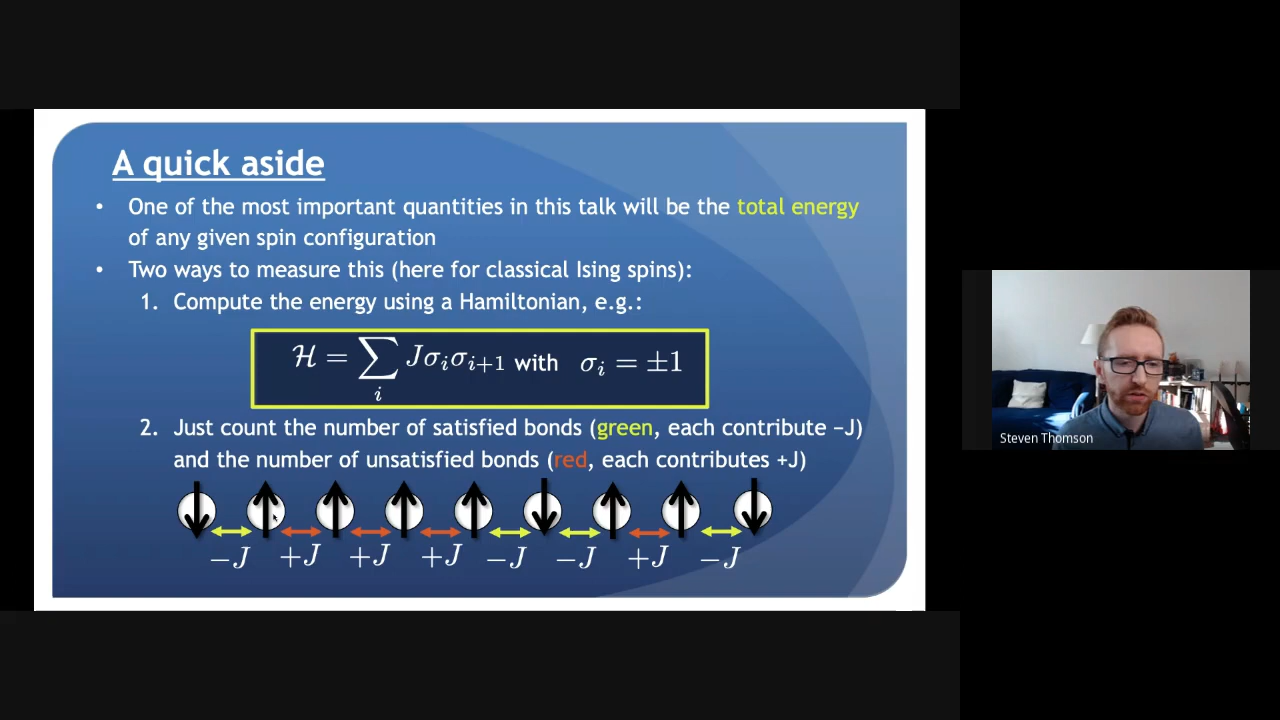 A quick aside
• One of the most important quantities in this talk will be the total energy
of any given spin configuration
• Two ways to measure this (here for classical Ising spins):
1. Compute the energy using a Hamiltonian, e.g.:
ℋ = ∑_i Jσ_iσ_{i+1} with σ_i = ±1
2. Just count the number of satisfied bonds (green, each contribute −J)
and the number of unsatisfied bonds (red, each contributes +J)
−J +J +J +J −J −J +J −J
Steven Thomson